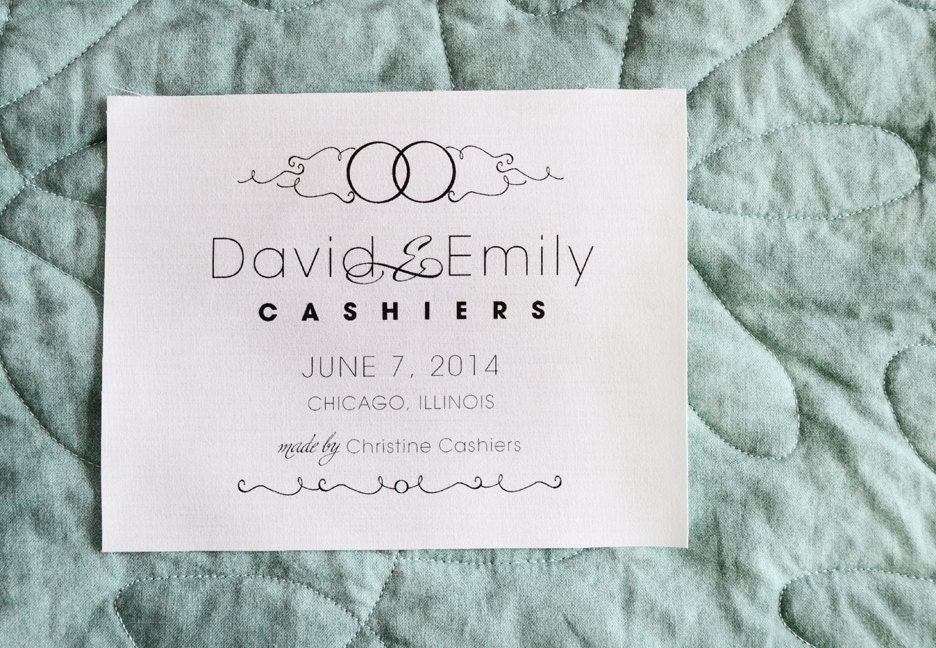 David & Emily
CASHIERS
JUNE 7, 2014
CHICAGO, ILLINOIS
made by Christine Cashiers